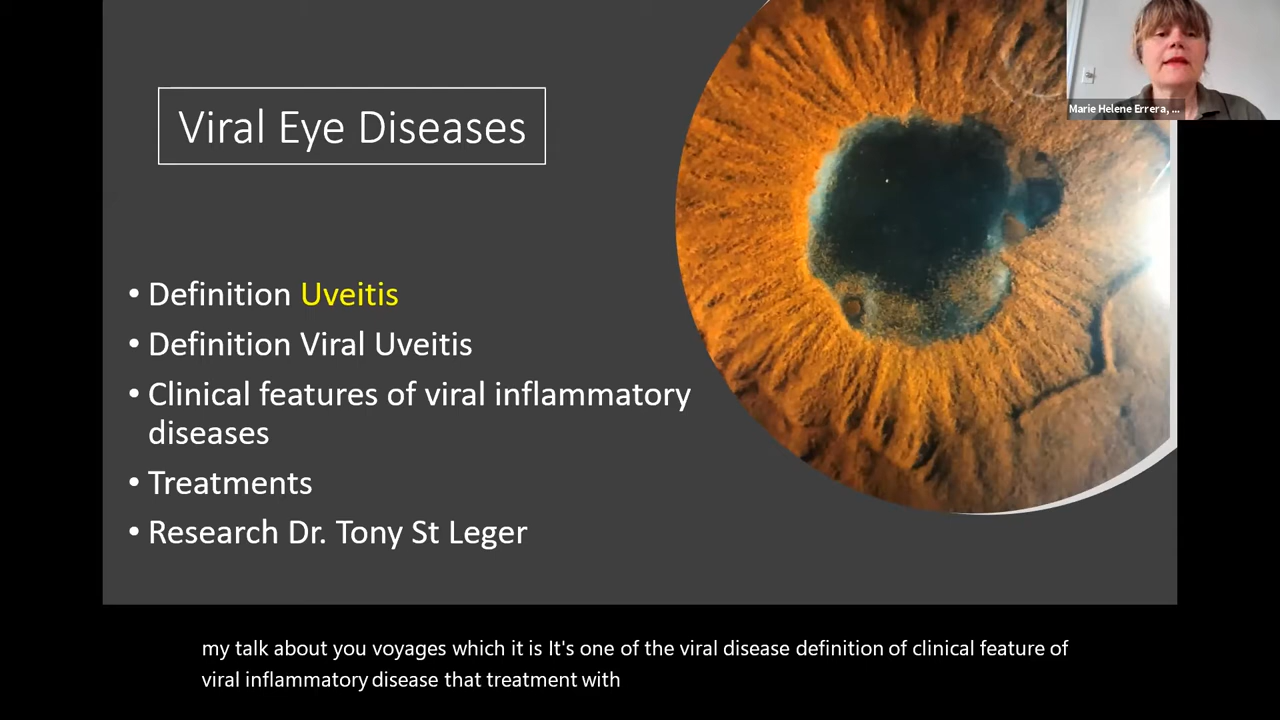 Viral Eye Diseases
Marie Helene Errera, ...
• Definition Uveitis
• Definition Viral Uveitis
• Clinical features of viral inflammatory
diseases
• Treatments
• Research Dr. Tony St Leger
my talk about you voyages which it is It's one of the viral disease definition of clinical feature of
viral inflammatory disease that treatment with